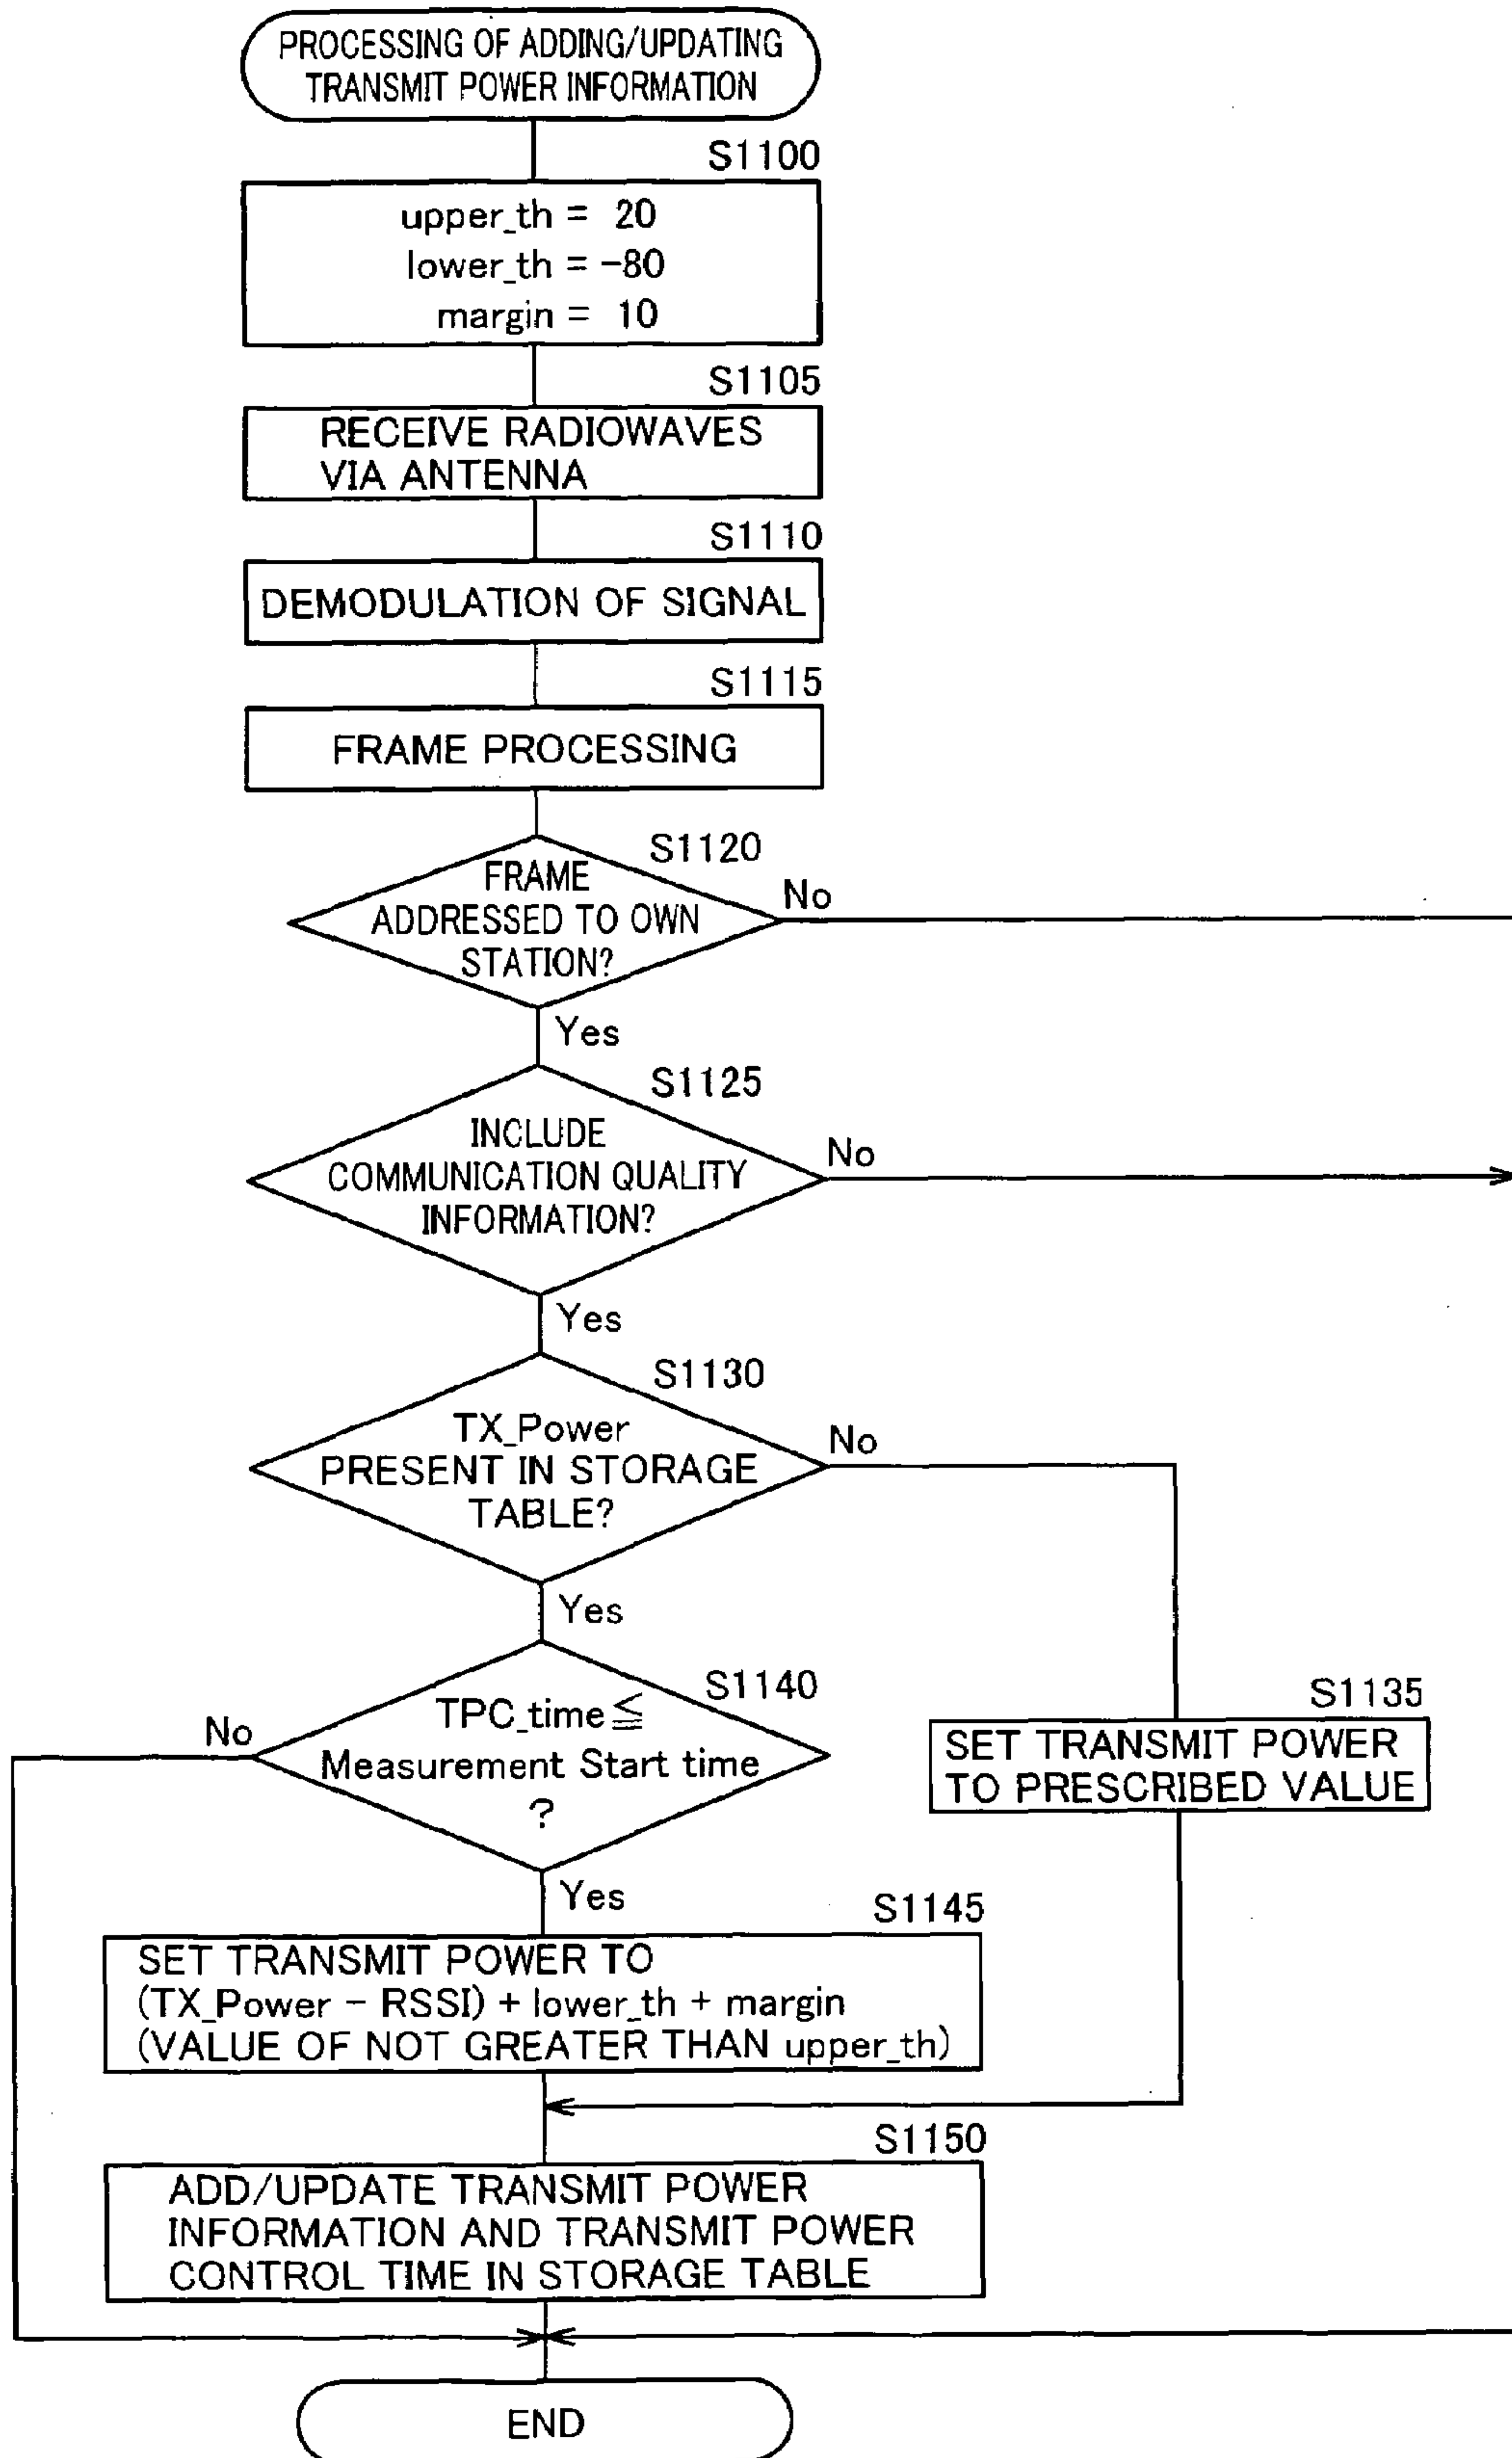 PROCESSING OF ADDING/UPDATING
TRANSMIT POWER INFORMATION
S1100
upper_th = 20
lower_th = -80
margin = 10
S1105
RECEIVE RADIOWAVES
VIA ANTENNA
S1110
DEMODULATION OF SIGNAL
S1115
FRAME PROCESSING
S1120
FRAME
ADDRESSED TO OWN
STATION?
No
Yes
S1125
INCLUDE
COMMUNICATION QUALITY
INFORMATION?
No
Yes
S1130
TX_Power
PRESENT IN STORAGE
TABLE?
No
Yes
S1140
TPC_time ≦
Measurement Start time
?
No
Yes
S1135
SET TRANSMIT POWER
TO PRESCRIBED VALUE
S1145
SET TRANSMIT POWER TO
(TX_Power - RSSI) + lower_th + margin
(VALUE OF NOT GREATER THAN upper_th)
S1150
ADD/UPDATE TRANSMIT POWER
INFORMATION AND TRANSMIT POWER
CONTROL TIME IN STORAGE TABLE
END